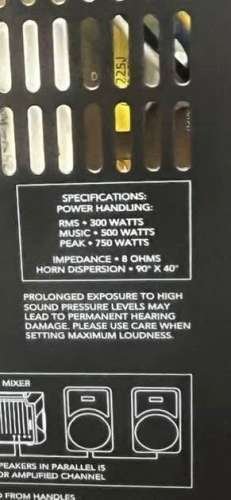 225J
SPECIFICATIONS:
POWER HANDLING:
RMS • 300 WATTS
MUSIC • 500 WATTS
PEAK • 750 WATTS
IMPEDANCE • 8 OHMS
HORN DISPERSION • 90° X 40°
PROLONGED EXPOSURE TO HIGH
SOUND PRESSURE LEVELS MAY
LEAD TO PERMANENT HEARING
DAMAGE. PLEASE USE CARE WHEN
SETTING MAXIMUM LOUDNESS.
MIXER
PEAKERS IN PARALLEL IS
OR AMPLIFIED CHANNEL
FROM HANDLES